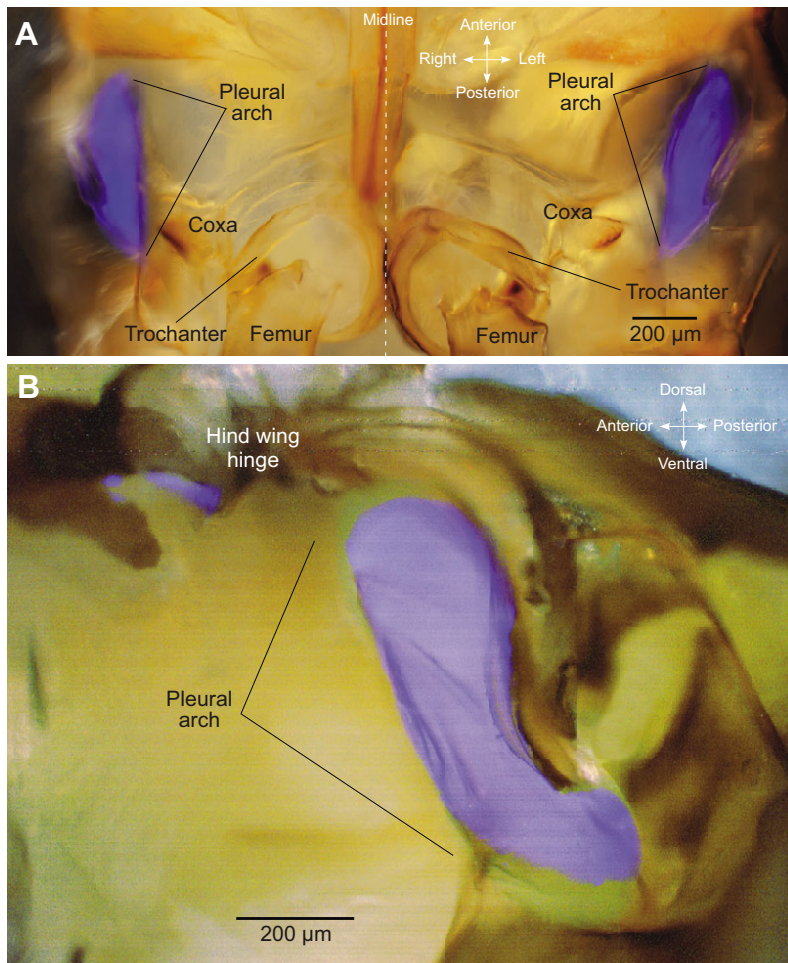 A
Midline
Anterior
Right
Left
Posterior
Pleural
arch
Pleural
arch
Coxa
Coxa
Trochanter
Femur
Trochanter
Femur
200 µm
B
Hind wing
hinge
Dorsal
Anterior
Posterior
Ventral
Pleural
arch
200 µm